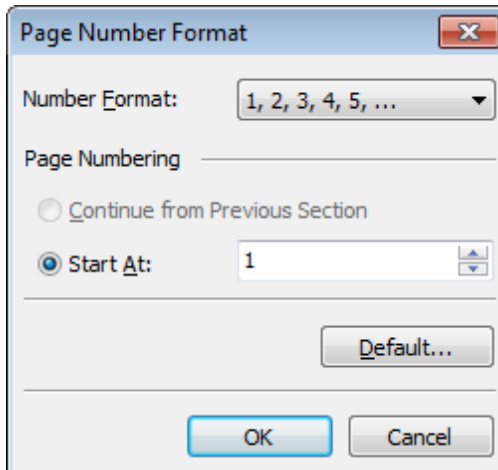 Page Number Format
Number Format: 1, 2, 3, 4, 5, ...
Page Numbering
Continue from Previous Section
Start At: 1
Default...
OK Cancel